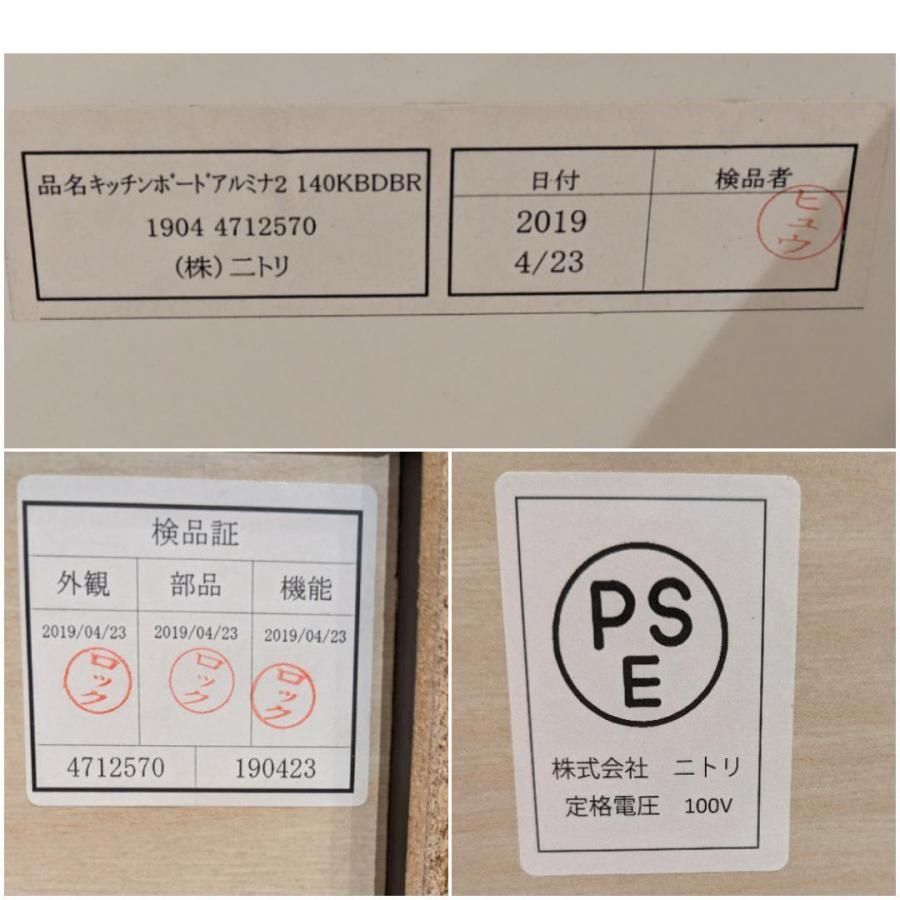 品名キッチンボードアルミナ2 140KBDBR
1904 4712570
(株)ニトリ
日付
検品者
2019
4/23
ヒュウ
検品証
外観
部品
機能
2019/04/23
2019/04/23
2019/04/23
ロック
ロック
ロック
4712570
190423
PS
E
株式会社 ニトリ
定格電圧 100V